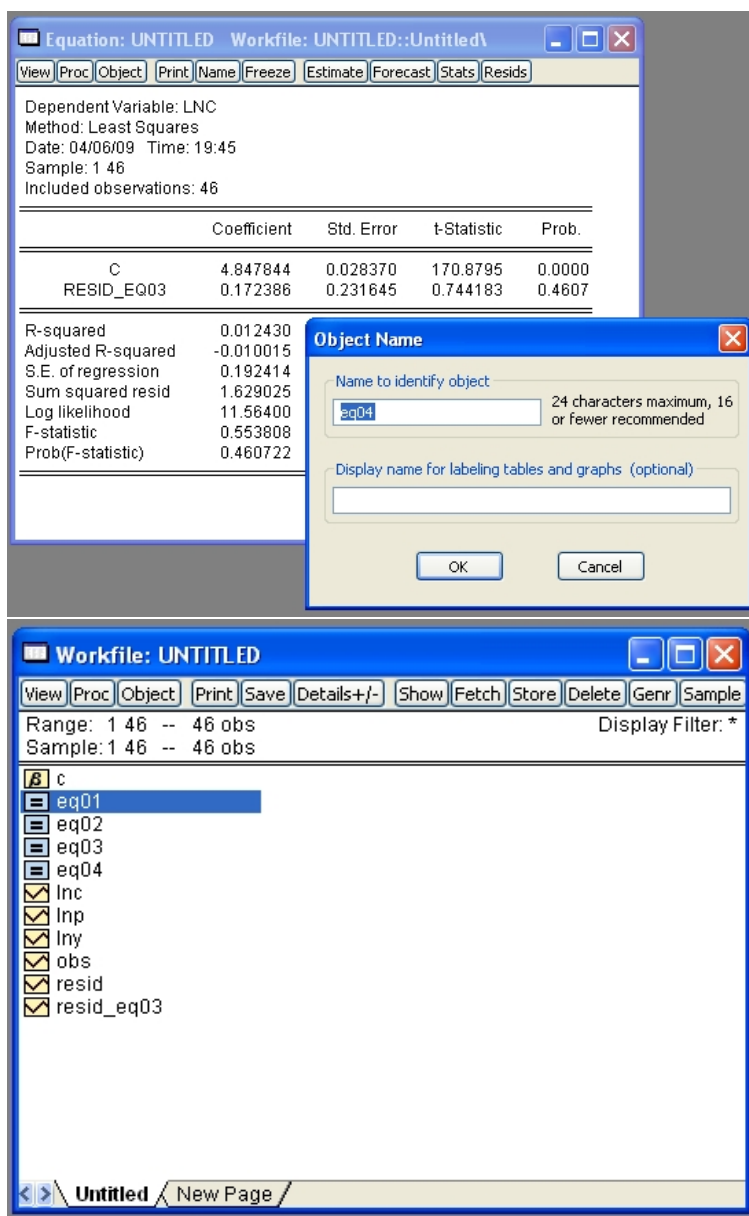 Equation: UNTITLED Workfile: UNTITLED::Untitled\
View Proc Object Print Name Freeze Estimate Forecast Stats Resids
Dependent Variable: LNC
Method: Least Squares
Date: 04/06/09 Time: 19:45
Sample: 1 46
Included observations: 46
Coefficient Std. Error t-Statistic Prob.
C 4.847844 0.028370 170.8795 0.0000
RESID_EQ03 0.172386 0.231645 0.744183 0.4607
R-squared 0.012430
Adjusted R-squared -0.010015
S.E. of regression 0.192414
Sum squared resid 1.629025
Log likelihood 11.56400
F-statistic 0.553808
Prob(F-statistic) 0.460722
Object Name
Name to identify object
eq04
24 characters maximum, 16
or fewer recommended
Display name for labeling tables and graphs (optional)
OK Cancel
Workfile: UNTITLED
View Proc Object Print Save Details+/- Show Fetch Store Delete Genr Sample
Range: 1 46 -- 46 obs Display Filter: *
Sample: 1 46 -- 46 obs
β c
eq01
eq02
eq03
eq04
lnc
lnp
lny
obs
resid
resid_eq03
Untitled New Page